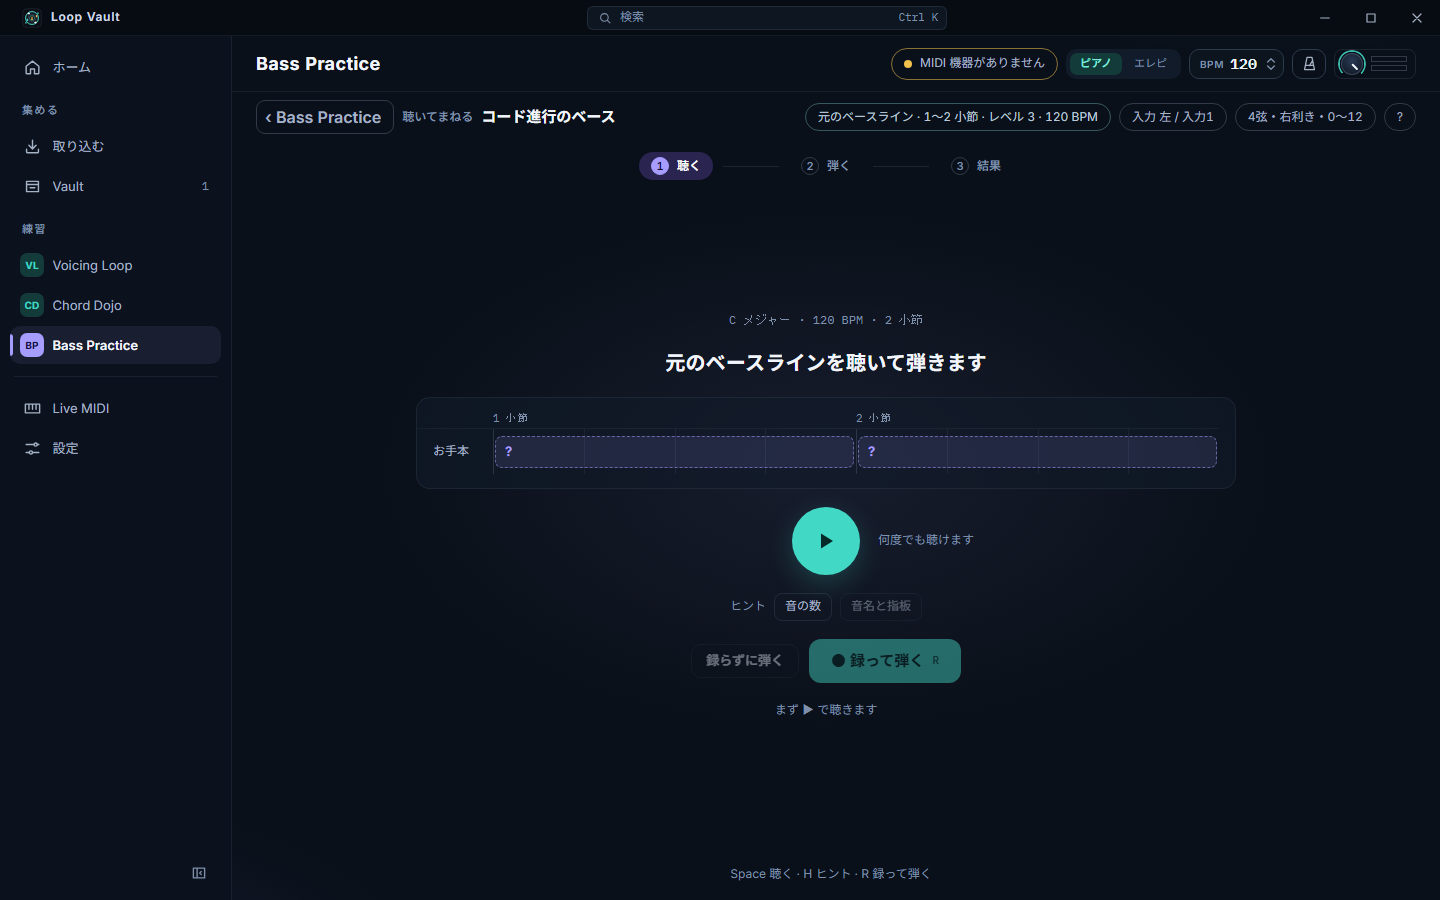 Loop Vault
検索
Ctrl K
ホーム
集める
取り込む
Vault
1
練習
VL Voicing Loop
CD Chord Dojo
BP Bass Practice
Live MIDI
設定
Bass Practice
MIDI 機器がありません
ピアノ
エレピ
BPM 120
‹ Bass Practice
聴いてまねる コード進行のベース
元のベースライン · 1〜2 小節 · レベル 3 · 120 BPM
入力 左 / 入力1
4弦・右利き・0〜12
?
1 聴く
2 弾く
3 結果
C メジャー · 120 BPM · 2 小節
元のベースラインを聴いて弾きます
1 小節
2 小節
お手本
?
?
何度でも聴けます
ヒント
音の数
音名と指板
録らずに弾く
● 録って弾く R
まず ▶ で聴きます
Space 聴く · H ヒント · R 録って弾く